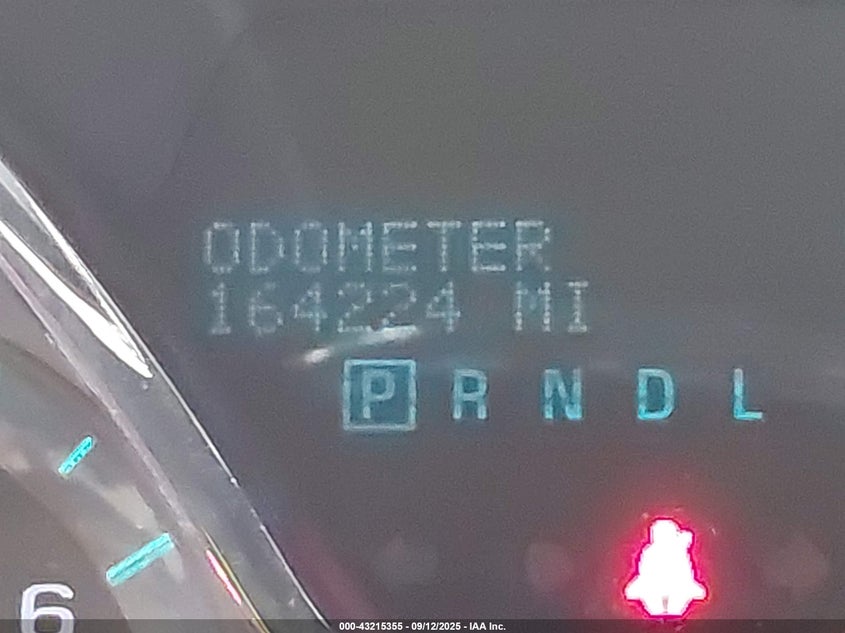 ODOMETER
164224 MI
P R N D L
6
000-43215355 - 09/12/2025 - IAA Inc.